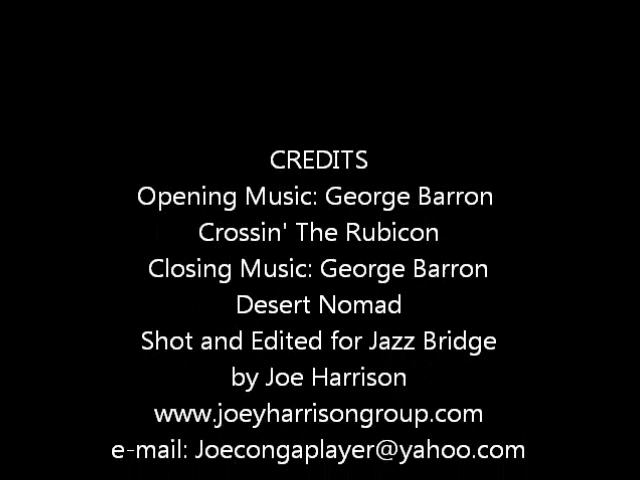 CREDITS
Opening Music: George Barron
Crossin' The Rubicon
Closing Music: George Barron
Desert Nomad
Shot and Edited for Jazz Bridge
by Joe Harrison
www.joeyharrisongroup.com
e-mail: Joecongaplayer@yahoo.com